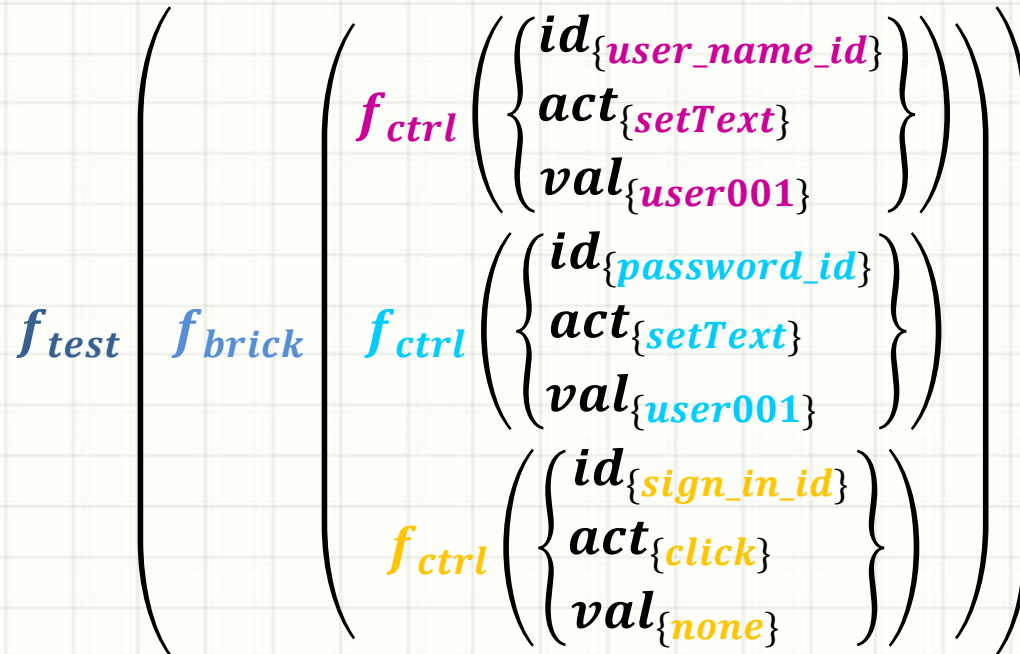 id{user_name_id}
f ctrl act{setText}
val{user001}
id{password_id}
f test f brick f ctrl act{setText}
val{user001}
id{sign_in_id}
f ctrl act{click}
val{none}